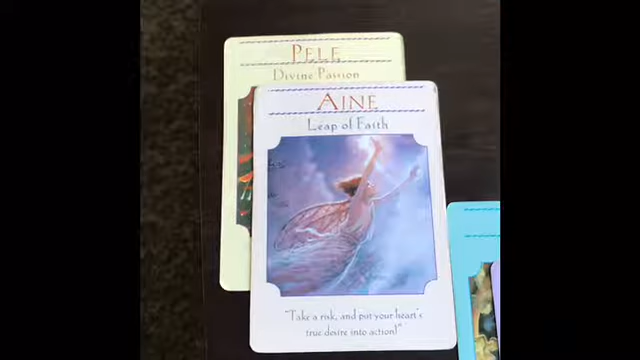 PELE
Divine Passion
AINE
Leap of Faith
"Take a risk, and put your heart's
true desire into action!"